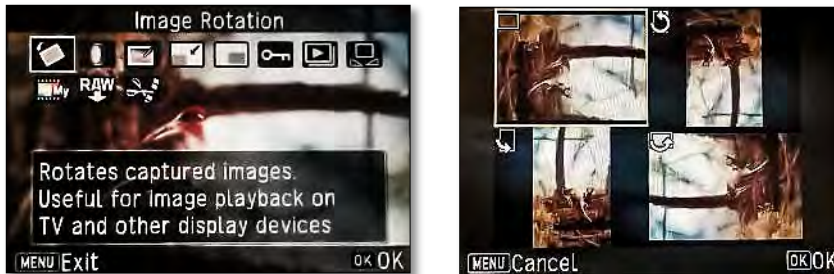 Image Rotation
My RAW
Rotates captured images.
Useful for image playback on
TV and other display devices
MENU Exit
OK OK
MENU Cancel
OK OK